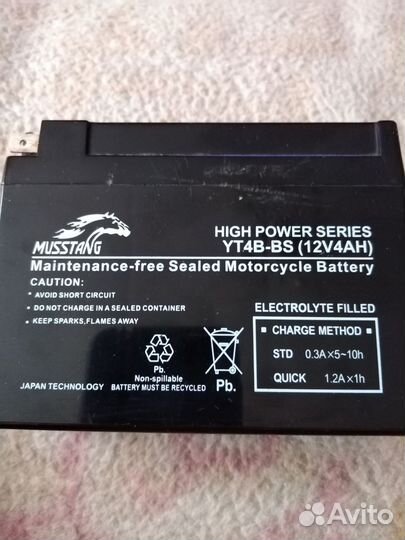 MUSSTANG
HIGH POWER SERIES
YT4B-BS (12V4AH)
Maintenance-free Sealed Motorcycle Battery
CAUTION:
• AVOID SHORT CIRCUIT
• DO NOT CHARGE IN A SEALED CONTAINER
• KEEP SPARKS,FLAMES AWAY
ELECTROLYTE FILLED
CHARGE METHOD
STD 0.3A×5~10h
QUICK 1.2A×1h
JAPAN TECHNOLOGY
Pb.
Non-spillable
BATTERY MUST BE RECYCLED
Pb.
Avito